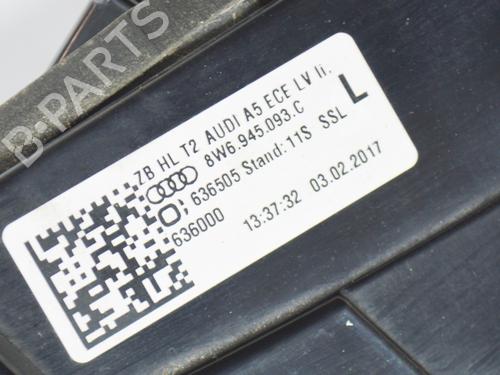 ZB HL T2 AUDI A5 ECE LV li.
8W6.945.093.C
L
636505 Stand: 11S SSL
636000
13:37:32 03.02.2017
B-PARTS